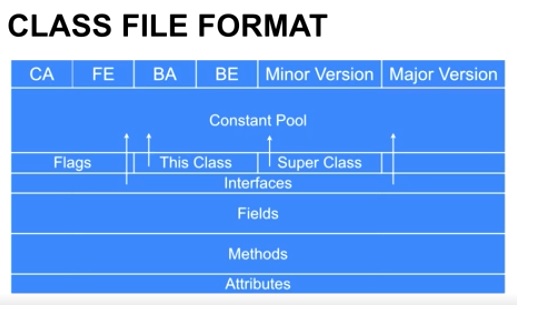 CLASS FILE FORMAT
CA FE BA BE Minor Version Major Version
Constant Pool
Flags This Class Super Class
Interfaces
Fields
Methods
Attributes